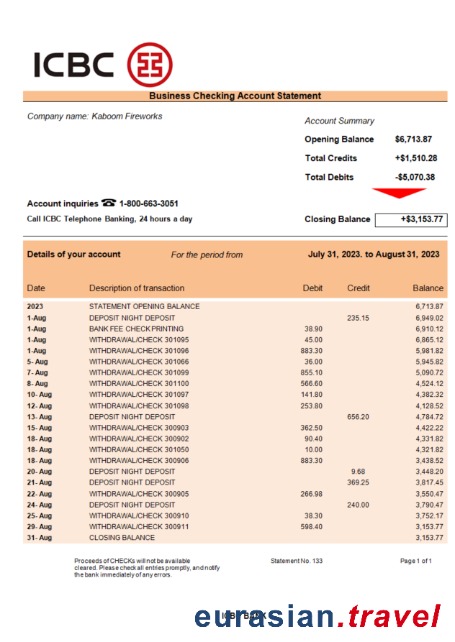 ICBC
Business Checking Account Statement
Company name: Kaboom Fireworks
Account Summary
Opening Balance $6,713.87
Total Credits +$1,510.28
Total Debits -$5,070.38
Account inquiries ☎ 1-800-663-3051
Call ICBC Telephone Banking, 24 hours a day
Closing Balance +$3,153.77
Details of your account For the period from July 31, 2023. to August 31, 2023
Date Description of transaction Debit Credit Balance
2023 STATEMENT OPENING BALANCE 6,713.87
1-Aug DEPOSIT NIGHT DEPOSIT 235.15 6,949.02
1-Aug BANK FEE CHECK PRINTING 38.90 6,910.12
1-Aug WITHDRAWAL/CHECK 301095 45.00 6,865.12
1-Aug WITHDRAWAL/CHECK 301096 883.30 5,981.82
5-Aug WITHDRAWAL/CHECK 301066 36.00 5,945.82
7-Aug WITHDRAWAL/CHECK 301099 855.10 5,090.72
8-Aug WITHDRAWAL/CHECK 301100 566.60 4,524.12
10-Aug WITHDRAWAL/CHECK 301097 141.80 4,382.32
12-Aug WITHDRAWAL/CHECK 301098 253.80 4,128.52
13-Aug DEPOSIT NIGHT DEPOSIT 656.20 4,784.72
15-Aug WITHDRAWAL/CHECK 300903 362.50 4,422.22
18-Aug WITHDRAWAL/CHECK 300902 90.40 4,331.82
18-Aug WITHDRAWAL/CHECK 301050 10.00 4,321.82
18-Aug WITHDRAWAL/CHECK 300906 883.30 3,438.52
20-Aug DEPOSIT NIGHT DEPOSIT 9.68 3,448.20
21-Aug DEPOSIT NIGHT DEPOSIT 369.25 3,817.45
22-Aug WITHDRAWAL/CHECK 300905 266.98 3,550.47
24-Aug DEPOSIT NIGHT DEPOSIT 240.00 3,790.47
25-Aug WITHDRAWAL/CHECK 300910 38.30 3,752.17
29-Aug WITHDRAWAL/CHECK 300911 598.40 3,153.77
31-Aug CLOSING BALANCE 3,153.77
Proceeds of CHECKs will not be available Statement No. 133 Page 1 of 1
cleared. Please check all entries promptly, and notify
the bank immediately of any errors.
ICBC BANK
eurasian.travel